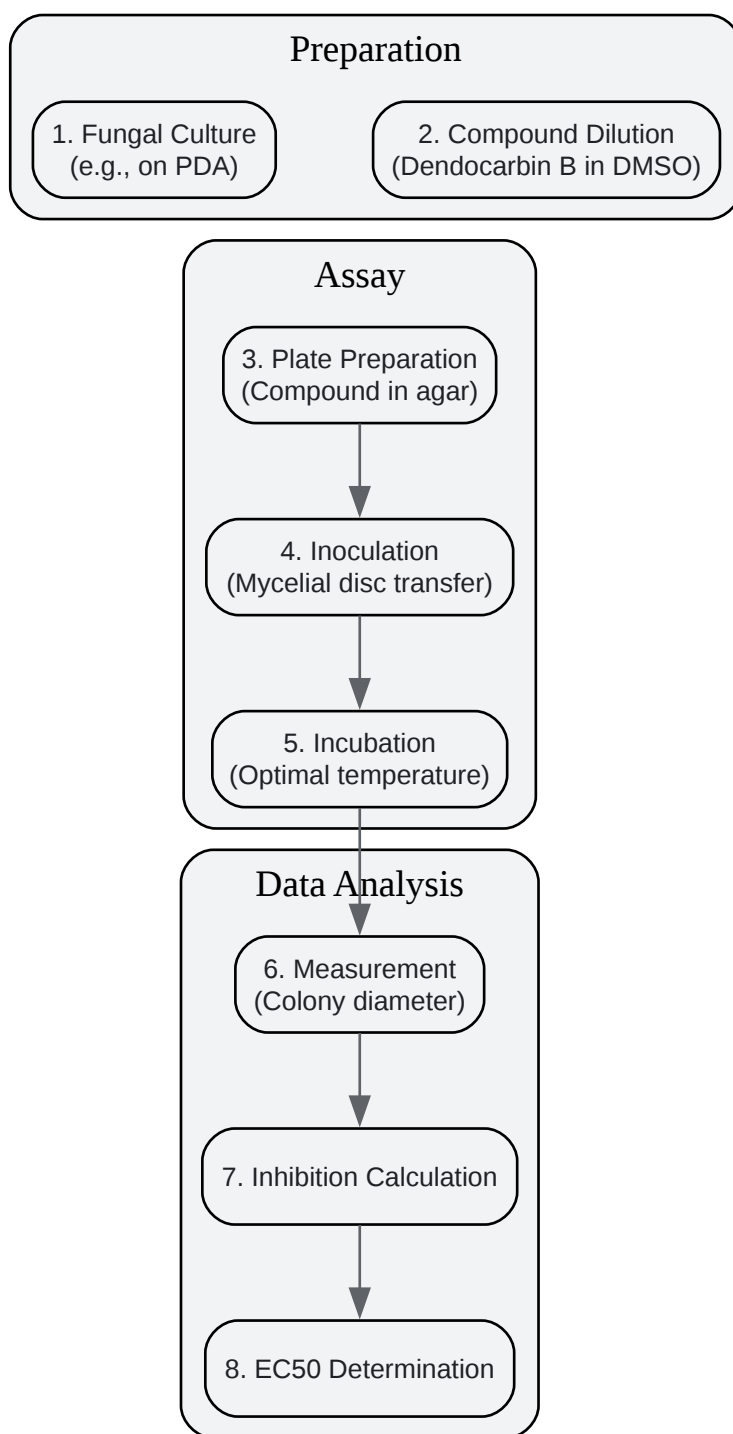 Preparation
1. Fungal Culture
(e.g., on PDA)
2. Compound Dilution
(Dendocarbin B in DMSO)
Assay
3. Plate Preparation
(Compound in agar)
4. Inoculation
(Mycelial disc transfer)
5. Incubation
(Optimal temperature)
Data Analysis
6. Measurement
(Colony diameter)
7. Inhibition Calculation
8. EC50 Determination